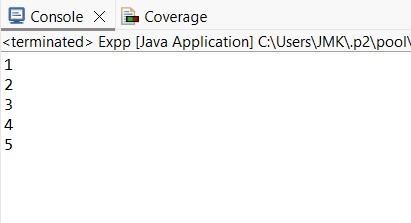 Console Coverage
<terminated> Expp [Java Application] C:\Users\JMK\.p2\pool\
1
2
3
4
5